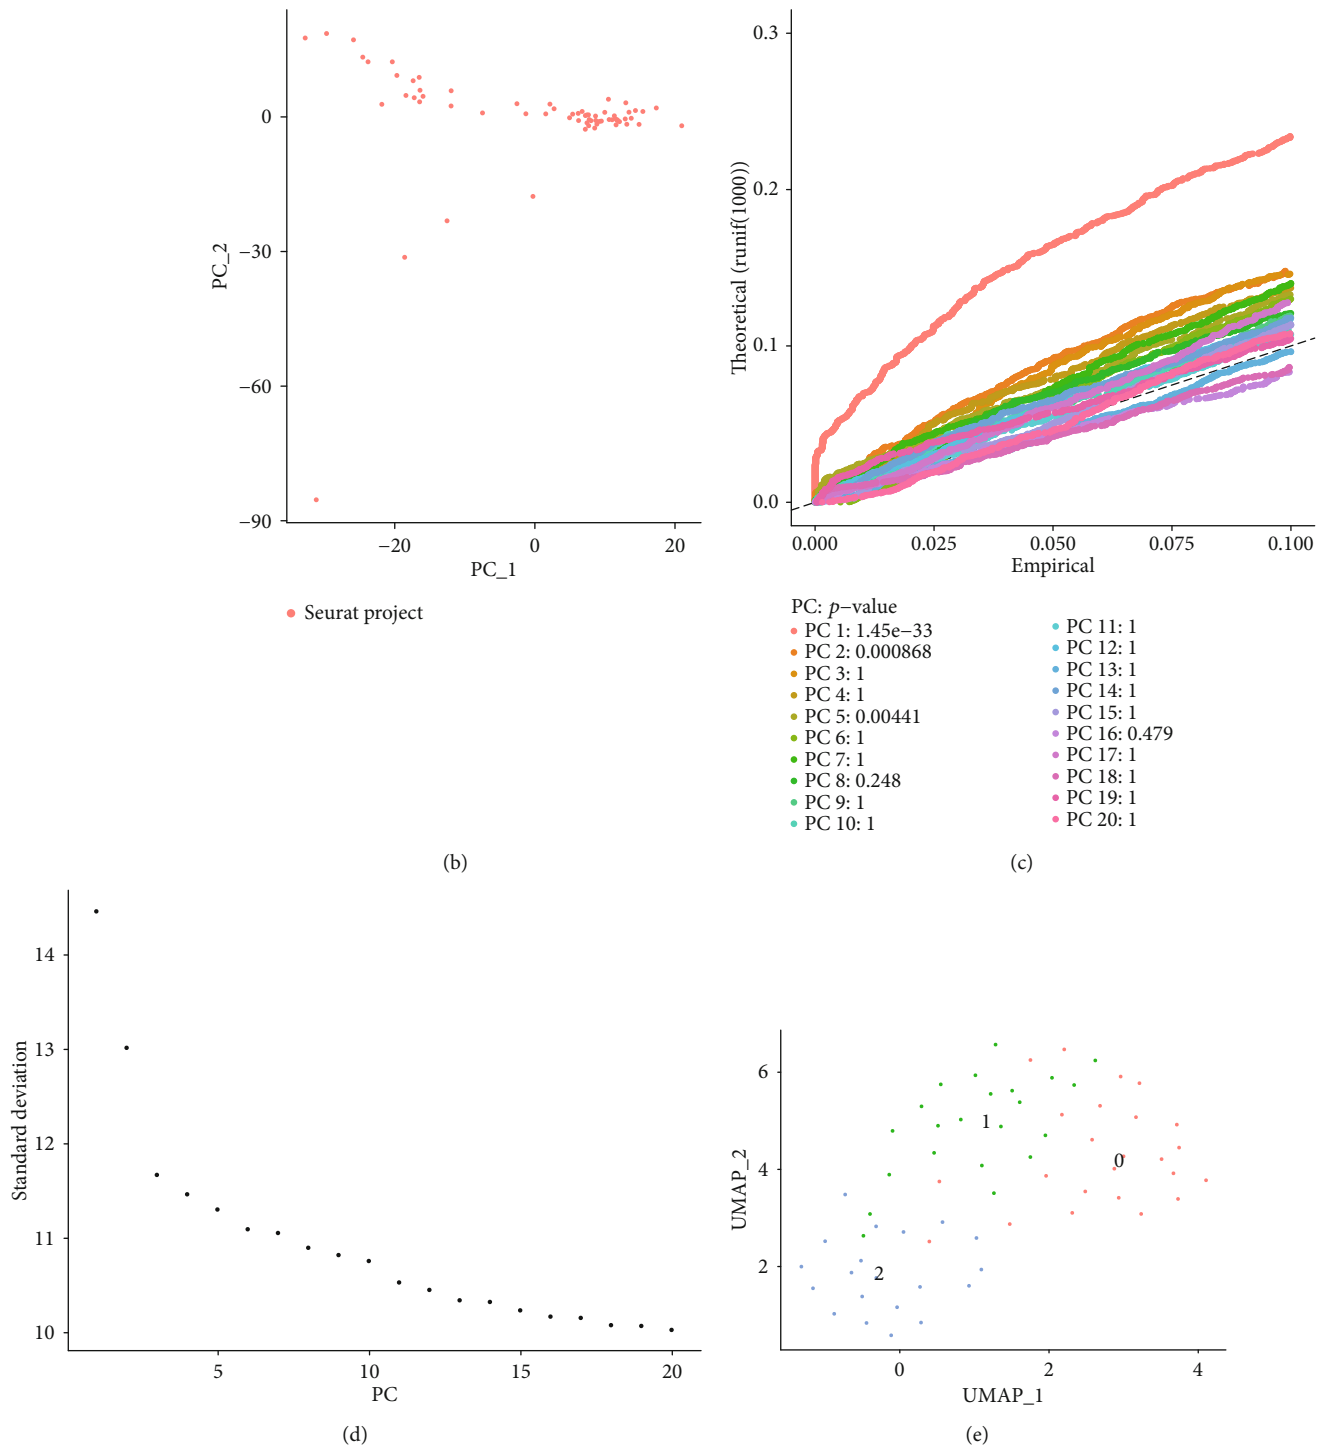 0.3
0.2
0.1
0.0
Theoretical (runif(1000))
0.000 0.025 0.050 0.075 0.100
Empirical
0
−30
−60
−90
PC_2
−20 0 20
PC_1
Seurat project
PC: p−value
PC 1: 1.45e−33
PC 2: 0.000868
PC 3: 1
PC 4: 1
PC 5: 0.00441
PC 6: 1
PC 7: 1
PC 8: 0.248
PC 9: 1
PC 10: 1
PC 11: 1
PC 12: 1
PC 13: 1
PC 14: 1
PC 15: 1
PC 16: 0.479
PC 17: 1
PC 18: 1
PC 19: 1
PC 20: 1
(b)
(c)
14
13
12
11
10
Standard deviation
5 10 15 20
PC
(d)
6
4
2
UMAP_2
1
0
2
0 2 4
UMAP_1
(e)